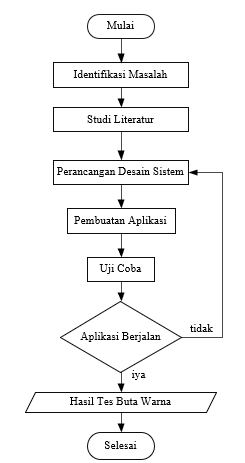 Mulai
Identifikasi Masalah
Studi Literatur
Perancangan Desain Sistem
Pembuatan Aplikasi
Uji Coba
Aplikasi Berjalan
tidak
iya
Hasil Tes Buta Warna
Selesai